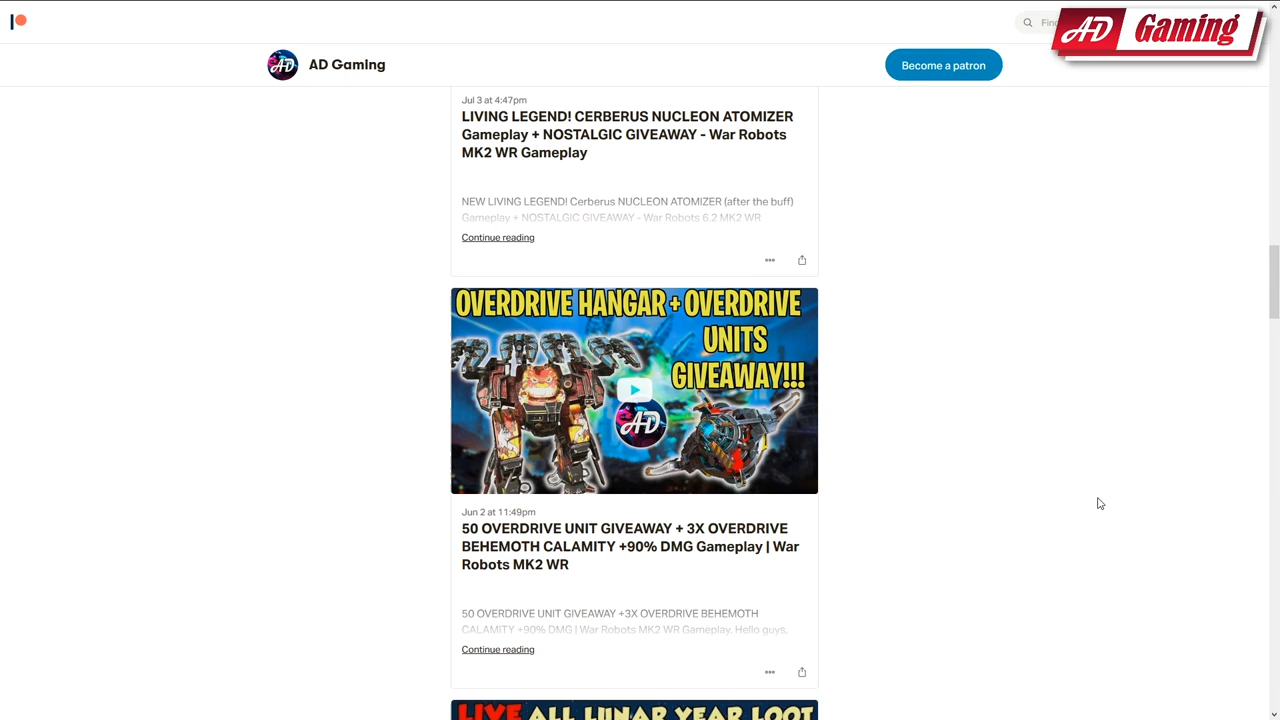 Fin
AD Gaming
AD
AD Gaming
Become a patron
Jul 3 at 4:47pm
LIVING LEGEND! CERBERUS NUCLEON ATOMIZER
Gameplay + NOSTALGIC GIVEAWAY - War Robots
MK2 WR Gameplay
NEW LIVING LEGEND! Cerberus NUCLEON ATOMIZER (after the buff)
Gameplay + NOSTALGIC GIVEAWAY - War Robots 6.2 MK2 WR
Continue reading
OVERDRIVE HANGAR + OVERDRIVE
UNITS
GIVEAWAY!!!
AD
Jun 2 at 11:49pm
50 OVERDRIVE UNIT GIVEAWAY + 3X OVERDRIVE
BEHEMOTH CALAMITY +90% DMG Gameplay | War
Robots MK2 WR
50 OVERDRIVE UNIT GIVEAWAY +3X OVERDRIVE BEHEMOTH
CALAMITY +90% DMG | War Robots MK2 WR Gameplay. Hello guys,
Continue reading
LIVE ALL LUNAR YEAR LOOT